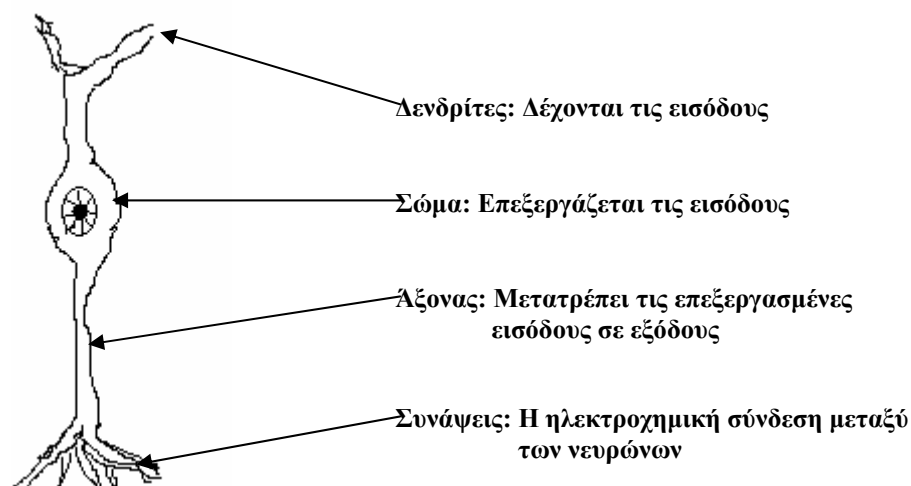 Δενδρίτες: Δέχονται τις εισόδους
Σώμα: Επεξεργάζεται τις εισόδους
Άξονας: Μετατρέπει τις επεξεργασμένες
εισόδους σε εξόδους
Συνάψεις: Η ηλεκτροχημική σύνδεση μεταξύ
των νευρώνων